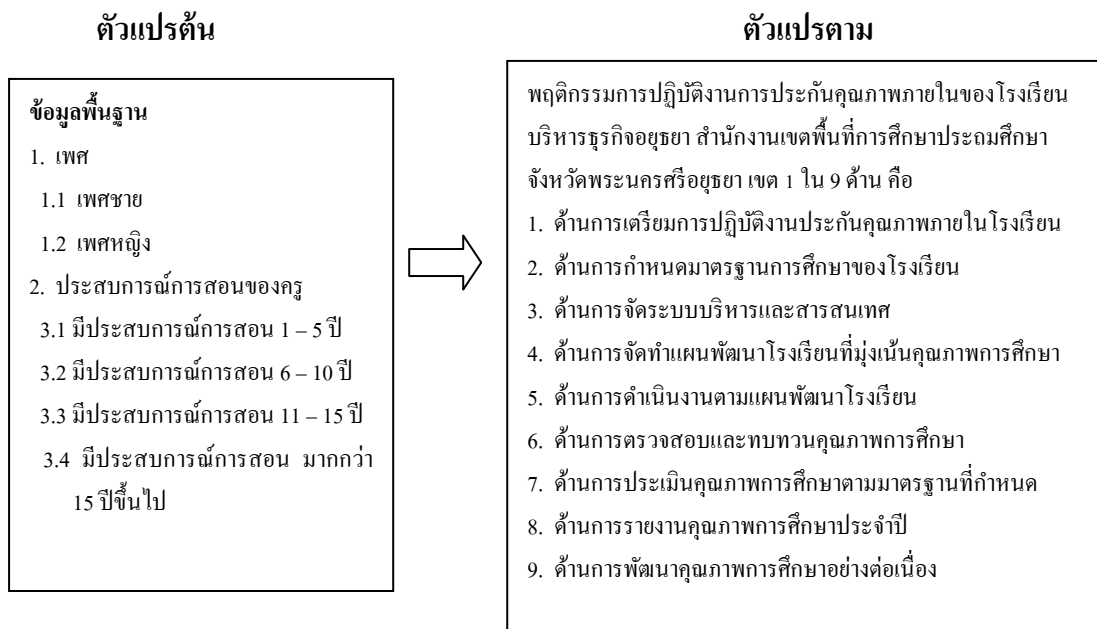 ตัวแปรต้น
ข้อมูลพื้นฐาน
1. เพศ
1.1 เพศชาย
1.2 เพศหญิง
2. ประสบการณ์การสอนของครู
3.1 มีประสบการณ์การสอน 1 – 5 ปี
3.2 มีประสบการณ์การสอน 6 – 10 ปี
3.3 มีประสบการณ์การสอน 11 – 15 ปี
3.4 มีประสบการณ์การสอน มากกว่า
15 ปีขึ้นไป
ตัวแปรตาม
พฤติกรรมการปฏิบัติงานการประกันคุณภาพภายในของโรงเรียน
บริหารธุรกิจอยุธยา สำนักงานเขตพื้นที่การศึกษาประถมศึกษา
จังหวัดพระนครศรีอยุธยา เขต 1 ใน 9 ด้าน คือ
1. ด้านการเตรียมการปฏิบัติงานประกันคุณภาพภายในโรงเรียน
2. ด้านการกำหนดมาตรฐานการศึกษาของโรงเรียน
3. ด้านการจัดระบบบริหารและสารสนเทศ
4. ด้านการจัดทำแผนพัฒนาโรงเรียนที่มุ่งเน้นคุณภาพการศึกษา
5. ด้านการดำเนินงานตามแผนพัฒนาโรงเรียน
6. ด้านการตรวจสอบและทบทวนคุณภาพการศึกษา
7. ด้านการประเมินคุณภาพการศึกษาตามมาตรฐานที่กำหนด
8. ด้านการรายงานคุณภาพการศึกษาประจำปี
9. ด้านการพัฒนาคุณภาพการศึกษาอย่างต่อเนื่อง